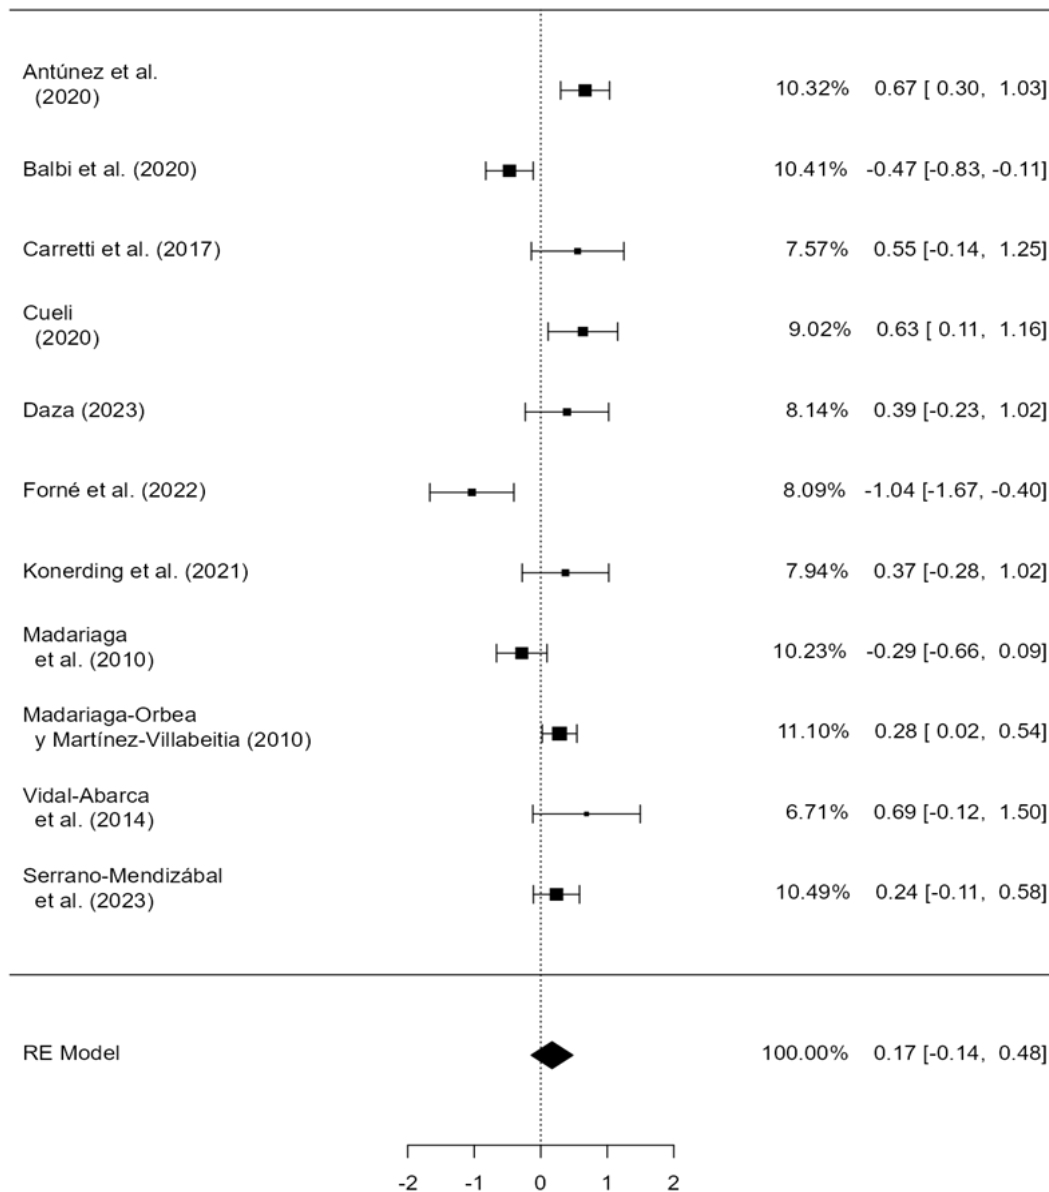 Antúnez et al.
(2020) 10.32% 0.67 [ 0.30, 1.03]
Balbi et al. (2020) 10.41% -0.47 [-0.83, -0.11]
Carretti et al. (2017) 7.57% 0.55 [-0.14, 1.25]
Cueli
(2020) 9.02% 0.63 [ 0.11, 1.16]
Daza (2023) 8.14% 0.39 [-0.23, 1.02]
Forné et al. (2022) 8.09% -1.04 [-1.67, -0.40]
Konerding et al. (2021) 7.94% 0.37 [-0.28, 1.02]
Madariaga
et al. (2010) 10.23% -0.29 [-0.66, 0.09]
Madariaga-Orbea
y Martínez-Villabeitia (2010) 11.10% 0.28 [ 0.02, 0.54]
Vidal-Abarca
et al. (2014) 6.71% 0.69 [-0.12, 1.50]
Serrano-Mendizábal
et al. (2023) 10.49% 0.24 [-0.11, 0.58]
RE Model 100.00% 0.17 [-0.14, 0.48]
-2 -1 0 1 2